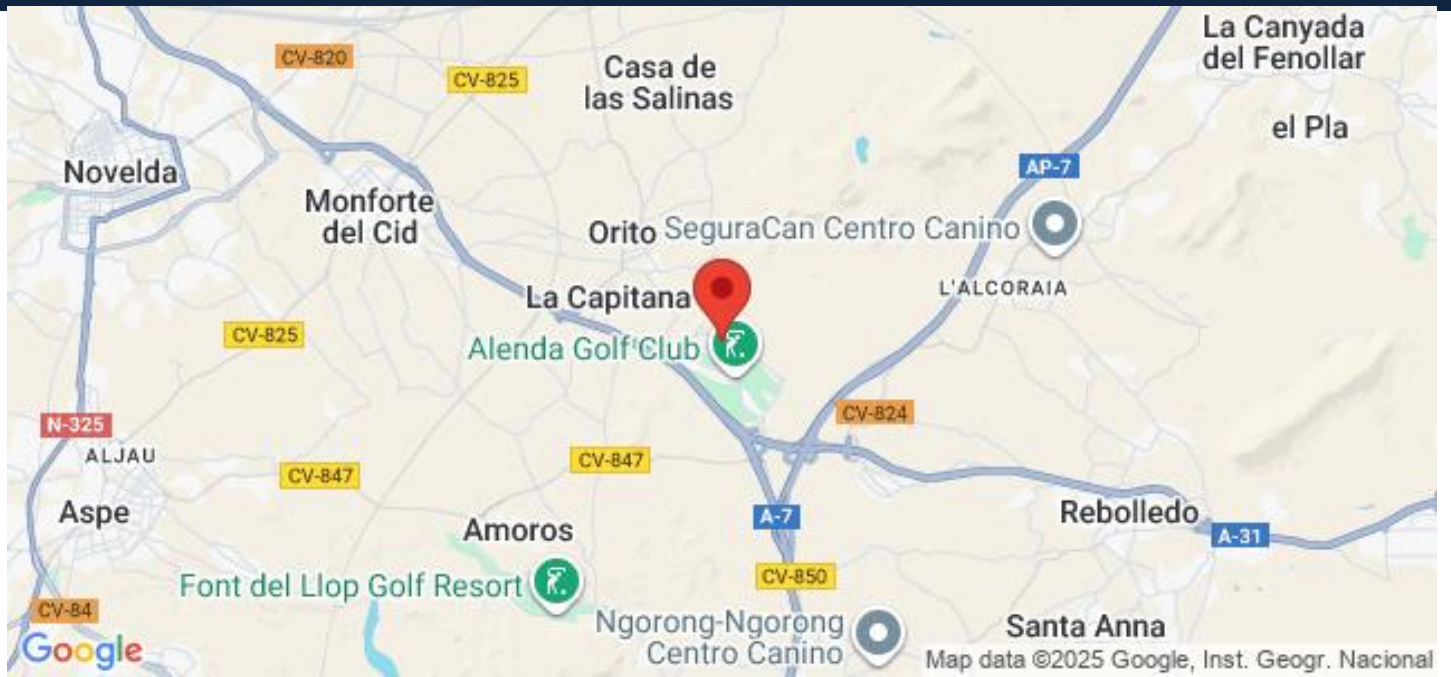 La Canyada
del Fenollar
CV-820
CV-825
Casa de
las Salinas
el Pla
Novelda
AP-7
Monforte
del Cid
Orito
SeguraCan Centro Canino
La Capitana
L'ALCORAIA
CV-825
Alenda Golf Club
N-325
CV-824
ALJAU
CV-847
CV-847
Aspe
Amoros
A-7
Rebolledo
A-31
Font del Llop Golf Resort
CV-850
CV-84
Ngorong-Ngorong
Centro Canino
Santa Anna
Google
Map data ©2025 Google, Inst. Geogr. Nacional